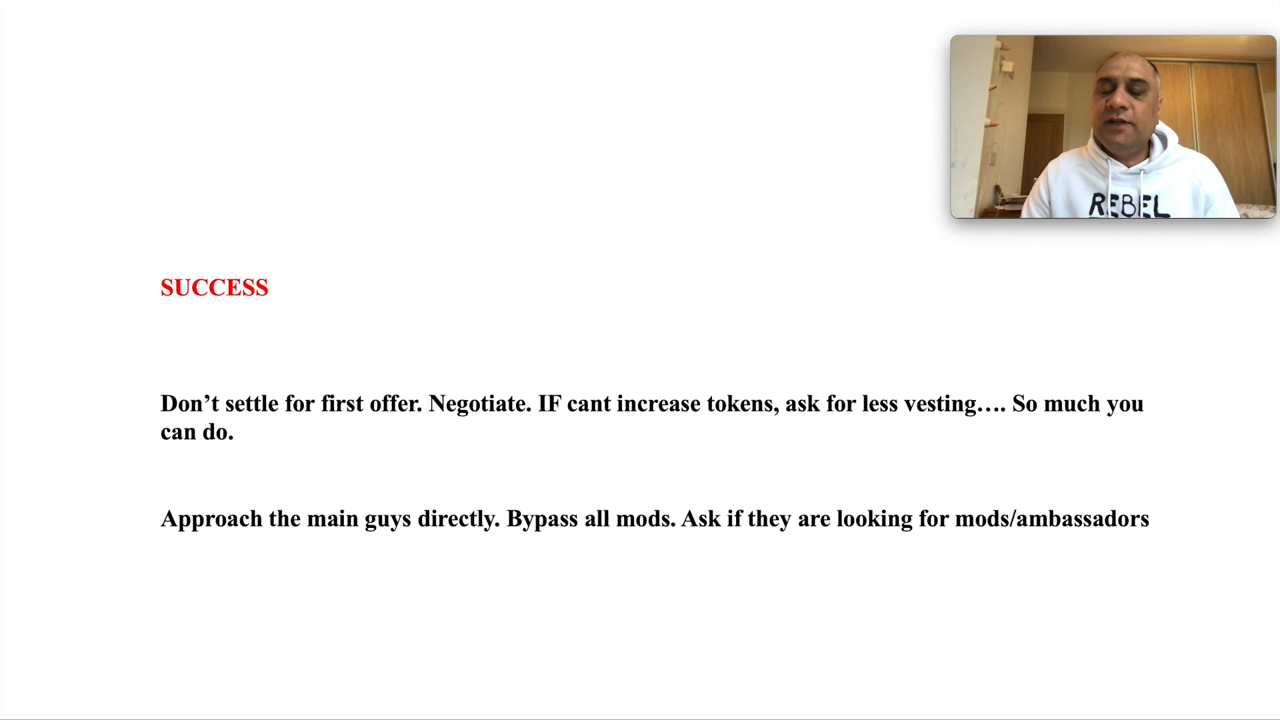 REBEL
SUCCESS
Don’t settle for first offer. Negotiate. IF cant increase tokens, ask for less vesting…. So much you
can do.
Approach the main guys directly. Bypass all mods. Ask if they are looking for mods/ambassadors